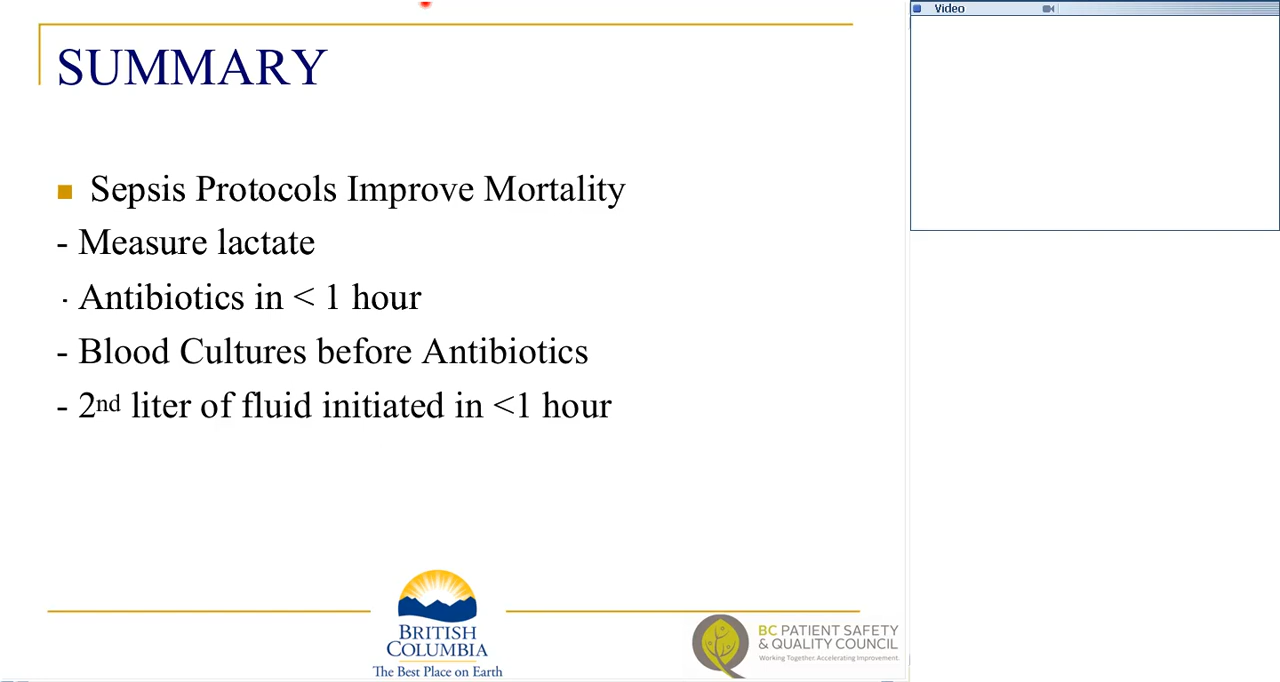 Video
SUMMARY
■ Sepsis Protocols Improve Mortality
- Measure lactate
· Antibiotics in < 1 hour
- Blood Cultures before Antibiotics
- 2nd liter of fluid initiated in <1 hour
BRITISH
COLUMBIA
The Best Place on Earth
BC PATIENT SAFETY
& QUALITY COUNCIL
Working Together. Accelerating Improvement.